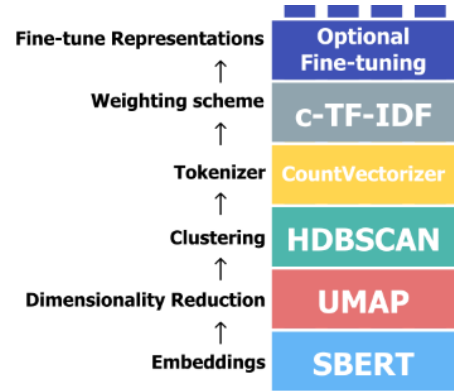 Fine-tune Representations
Optional
Fine-tuning
↑
Weighting scheme
c-TF-IDF
↑
Tokenizer
CountVectorizer
↑
Clustering
HDBSCAN
↑
Dimensionality Reduction
UMAP
↑
Embeddings
SBERT